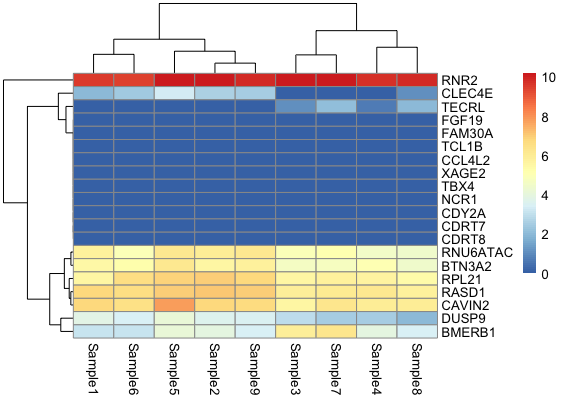 RNR2
CLEC4E
TECRL
FGF19
FAM30A
TCL1B
CCL4L2
XAGE2
TBX4
NCR1
CDY2A
CDRT7
CDRT8
RNU6ATAC
BTN3A2
RPL21
RASD1
CAVIN2
DUSP9
BMERB1
Sample1
Sample6
Sample5
Sample2
Sample9
Sample3
Sample7
Sample4
Sample8
10
8
6
4
2
0